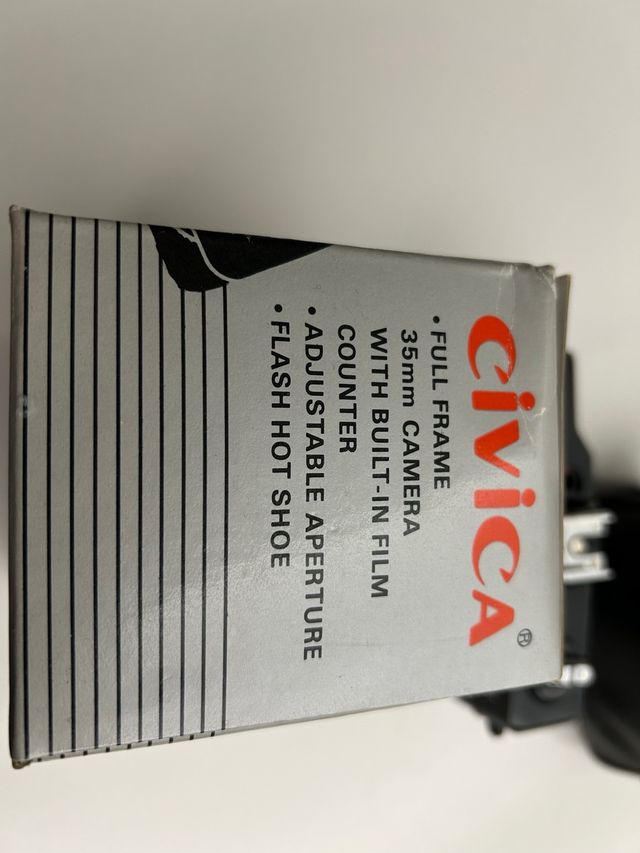 CiViCA®
• FULL FRAME
35mm CAMERA
WITH BUILT-IN FILM
COUNTER
• ADJUSTABLE APERTURE
• FLASH HOT SHOE